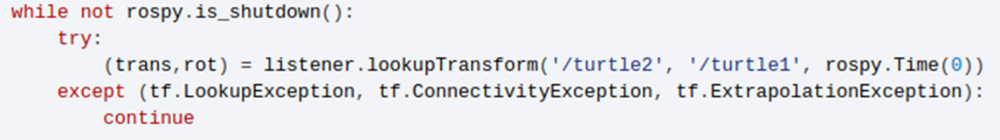 while not rospy.is_shutdown():
    try:
        (trans,rot) = listener.lookupTransform('/turtle2', '/turtle1', rospy.Time(0))
    except (tf.LookupException, tf.ConnectivityException, tf.ExtrapolationException):
        continue